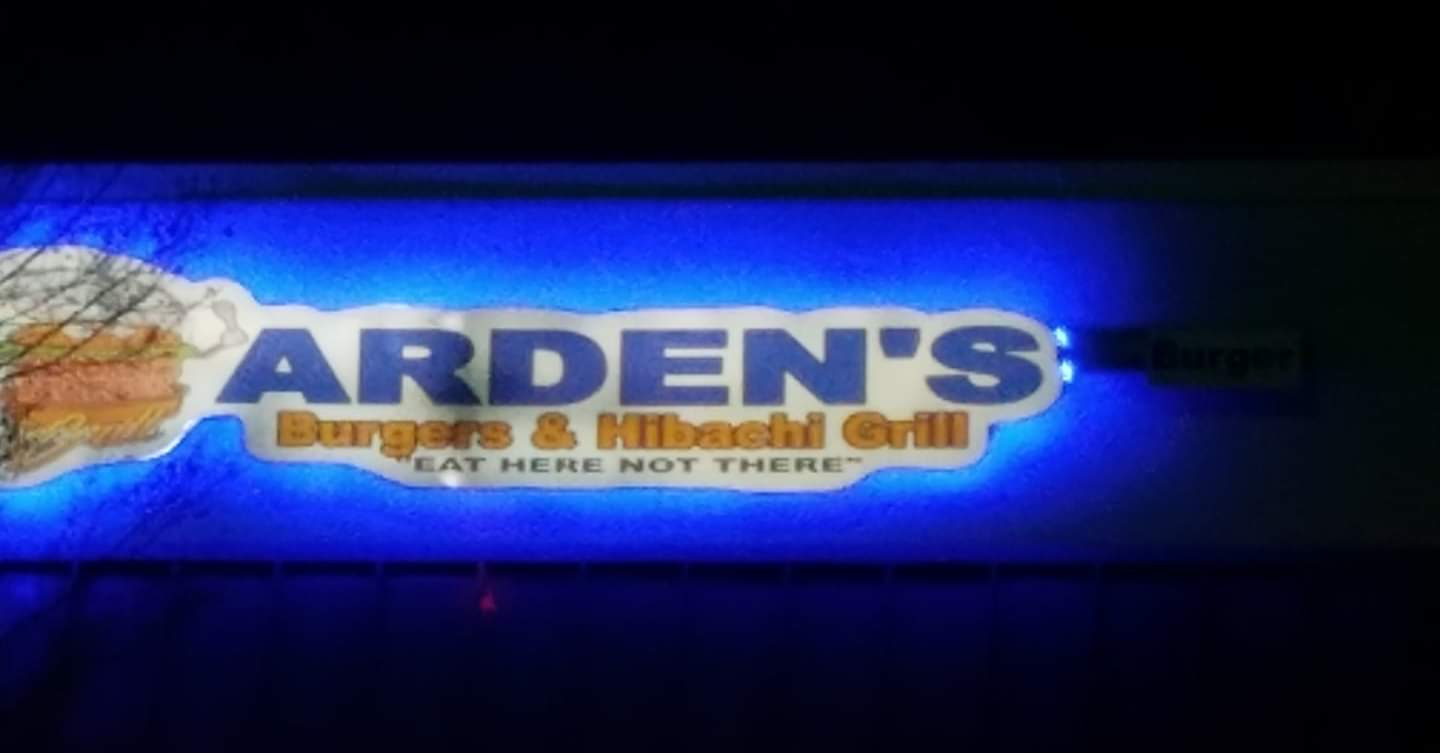 ARDEN'S
Burgers & Hibachi Grill
"EAT HERE NOT THERE"
Burger